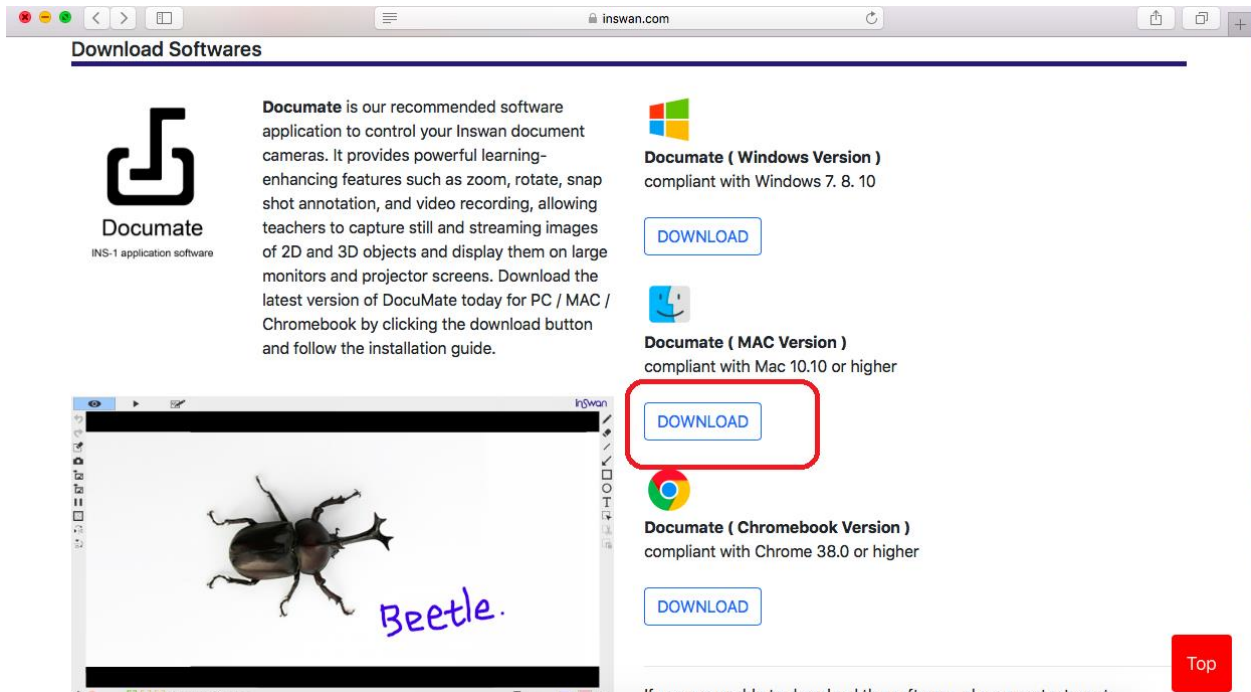 inswan.com
Download Softwares
Documate
INS-1 application software
Documate is our recommended software
application to control your Inswan document
cameras. It provides powerful learning-
enhancing features such as zoom, rotate, snap
shot annotation, and video recording, allowing
teachers to capture still and streaming images
of 2D and 3D objects and display them on large
monitors and projector screens. Download the
latest version of DocuMate today for PC / MAC /
Chromebook by clicking the download button
and follow the installation guide.
InSwan
T
Beetle.
Documate ( Windows Version )
compliant with Windows 7. 8. 10
DOWNLOAD
Documate ( MAC Version )
compliant with Mac 10.10 or higher
DOWNLOAD
Documate ( Chromebook Version )
compliant with Chrome 38.0 or higher
DOWNLOAD
Top